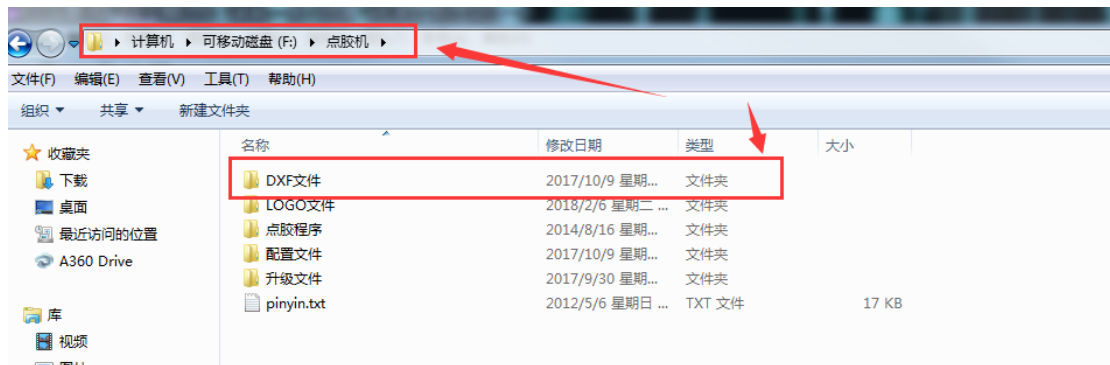 计算机 ▸ 可移动磁盘 (F:) ▸ 点胶机 ▸
文件(F) 编辑(E) 查看(V) 工具(T) 帮助(H)
组织 共享 新建文件夹
名称 修改日期 类型 大小
收藏夹
下载
桌面
最近访问的位置
A360 Drive
库
视频
DXF文件 2017/10/9 星期... 文件夹
LOGO文件 2018/2/6 星期二 ... 文件夹
点胶程序 2014/8/16 星期... 文件夹
配置文件 2017/10/9 星期... 文件夹
升级文件 2017/9/30 星期... 文件夹
pinyin.txt 2012/5/6 星期日 ... TXT 文件 17 KB